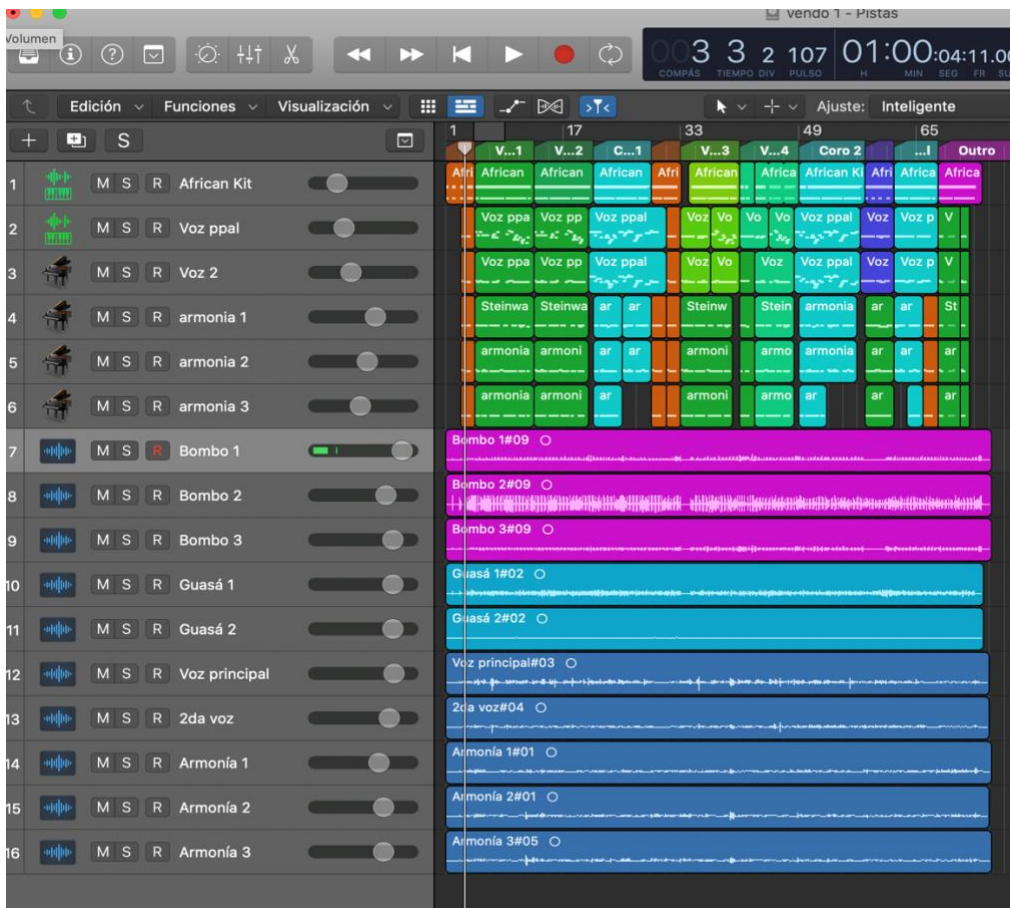 vendo 1 - Pistas
Volumen
003 3 2 107 01:00:04:11.00
COMPÁS TIEMPO DIV PULSO H MIN SEG FR
Edición Funciones Visualización Ajuste: Inteligente
S 1 17 33 49 65
V...1 V...2 C...1 V...3 V...4 Coro 2 ...l Outro
1 M S R African Kit Afri African African African Afri African Africa African Ki Afri Africa Africa
2 M S R Voz ppal Voz ppa Voz pp Voz ppal Voz Vo Vo Vo Voz ppal Voz Voz p V
3 M S R Voz 2 Voz ppa Voz pp Voz ppal Voz Vo Voz Voz ppal Voz Voz p V
4 M S R armonia 1 Steinwa Steinwa ar ar Steinw Stein armonia ar ar St
5 M S R armonia 2 armonia armoni ar ar armoni armo armonia ar ar ar
6 M S R armonia 3 armonia armoni ar armoni armo ar ar ar
7 M S R Bombo 1 Bombo 1#09
8 M S R Bombo 2 Bombo 2#09
9 M S R Bombo 3 Bombo 3#09
10 M S R Guasá 1 Guasá 1#02
11 M S R Guasá 2 Guasá 2#02
12 M S R Voz principal Voz principal#03
13 M S R 2da voz 2da voz#04
14 M S R Armonía 1 Armonía 1#01
15 M S R Armonía 2 Armonía 2#01
16 M S R Armonía 3 Armonía 3#05